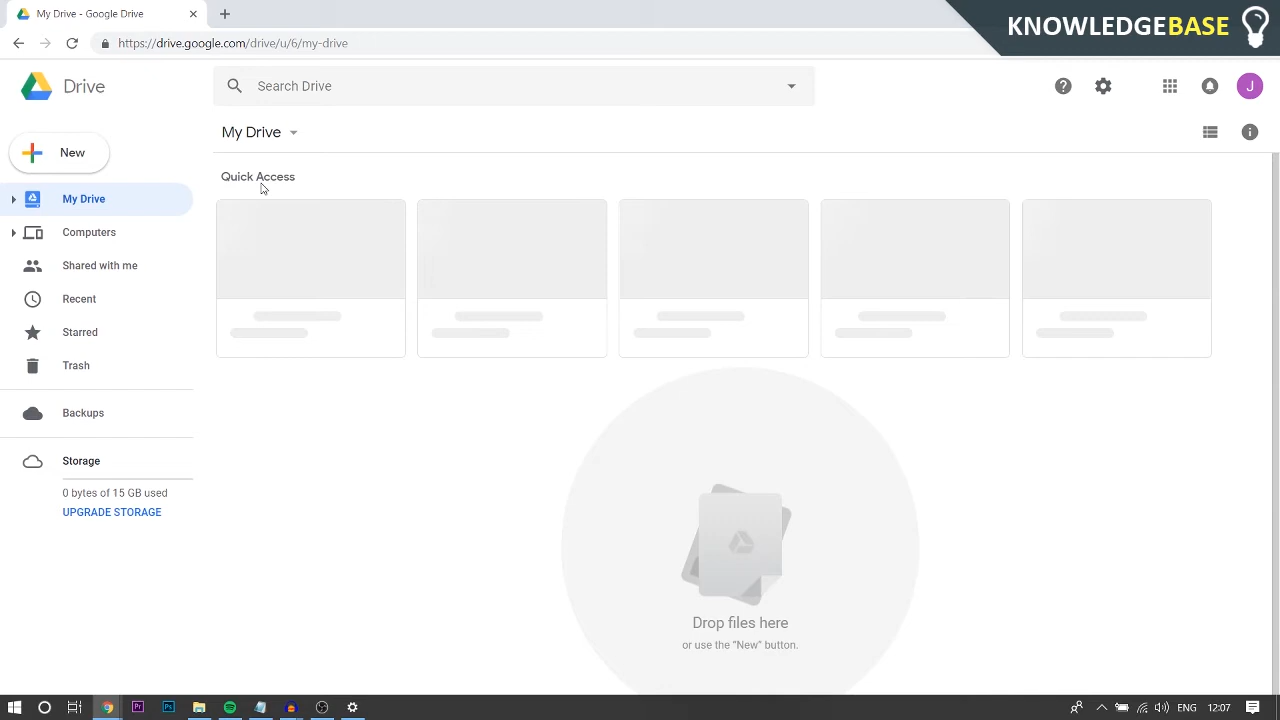 My Drive - Google Drive
KNOWLEDGEBASE
https://drive.google.com/drive/u/6/my-drive
Drive
Search Drive
J
My Drive
New
Quick Access
My Drive
Computers
Shared with me
Recent
Starred
Trash
Backups
Storage
0 bytes of 15 GB used
UPGRADE STORAGE
Drop files here
or use the “New” button.
Pr
Ps
ENG
12:07